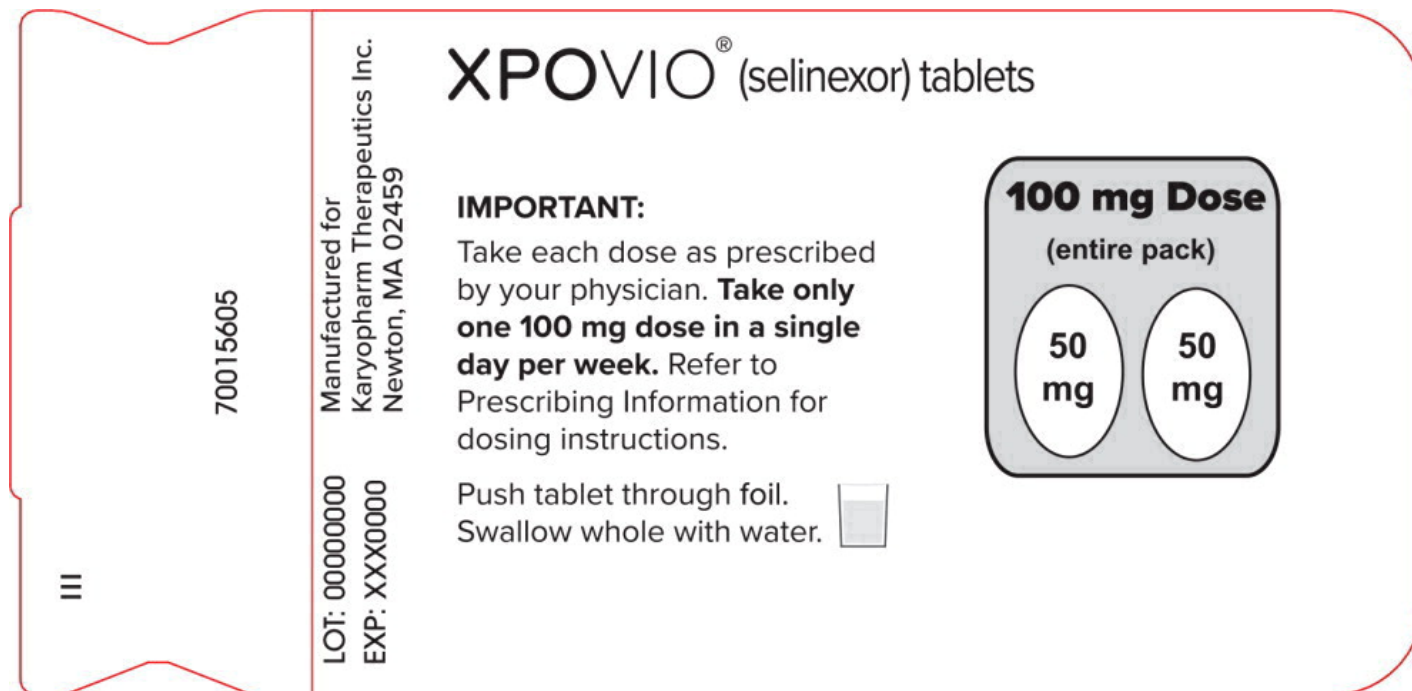 XPOVIO® (selinexor) tablets
IMPORTANT:
Take each dose as prescribed
by your physician. Take only
one 100 mg dose in a single
day per week. Refer to
Prescribing Information for
dosing instructions.
Push tablet through foil.
Swallow whole with water.
100 mg Dose
(entire pack)
50
mg
50
mg
Manufactured for
Karyopharm Therapeutics Inc.
Newton, MA 02459
LOT: 00000000
EXP: XXX0000
70015605
III